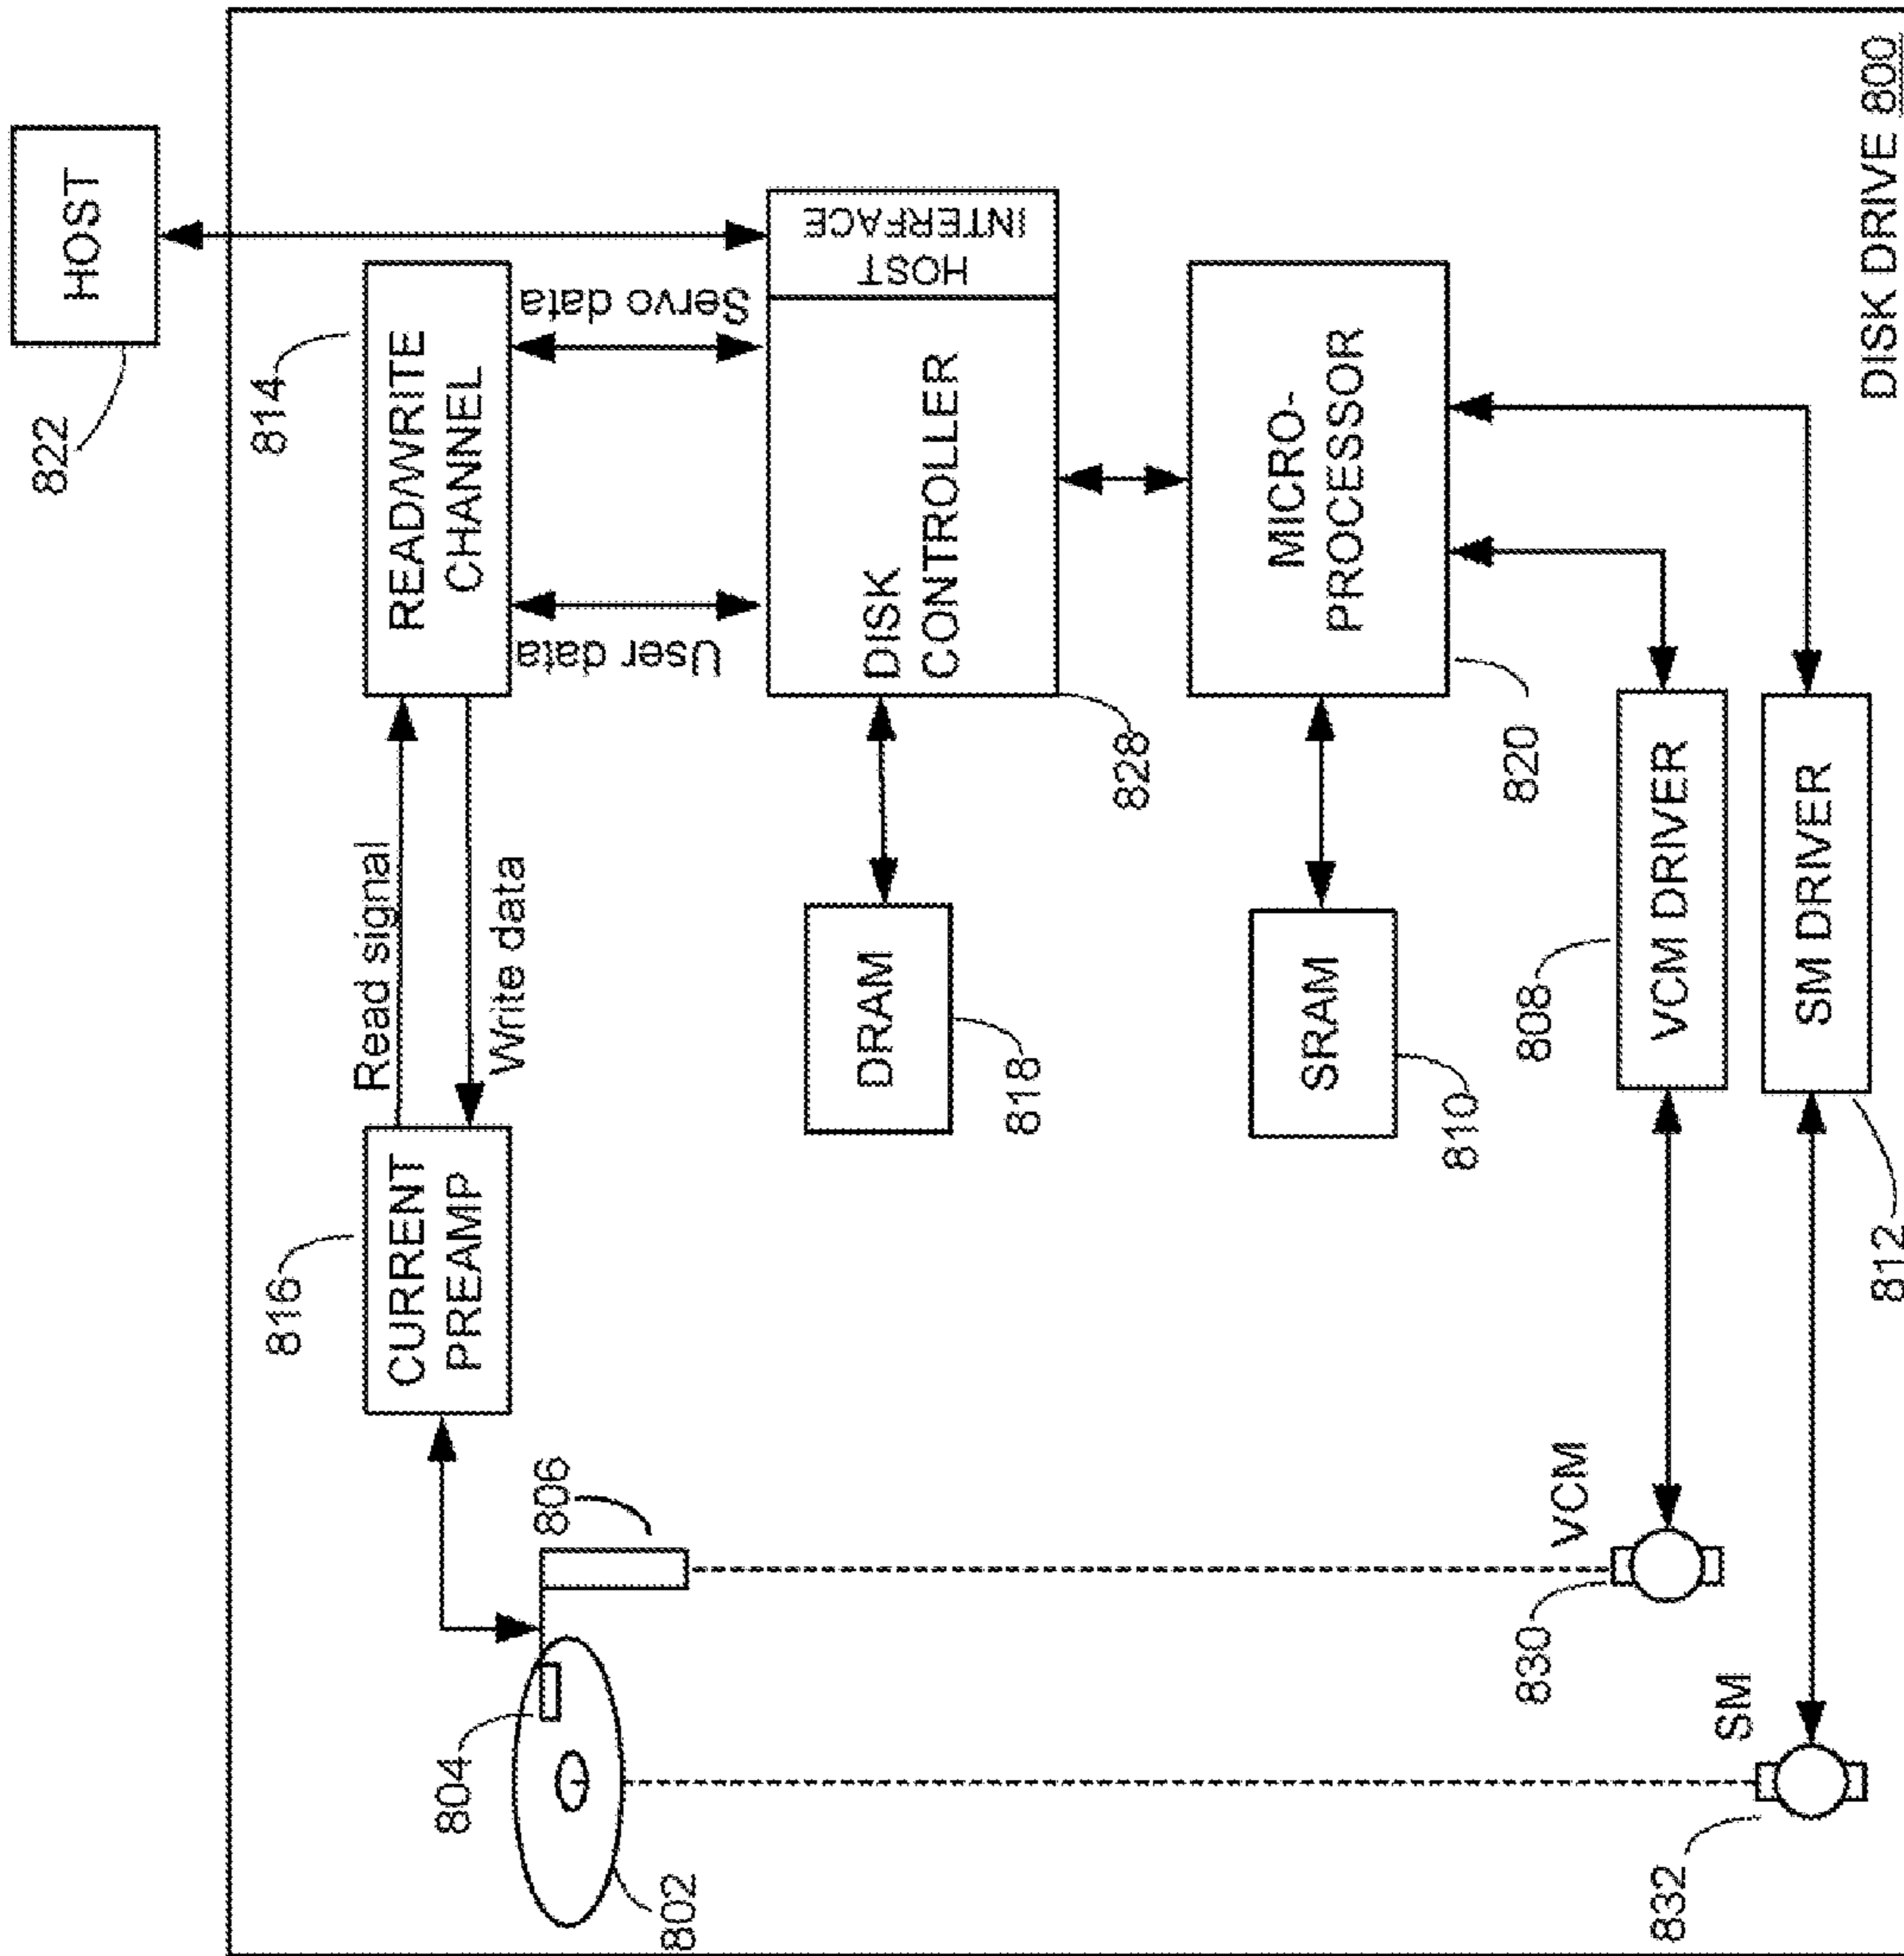 HOST
822
814
READWRITE
CHANNEL
Read signal
Write data
816
CURRENT
PREAMP
User data
Servo data
804
806
802
DISK
CONTROLLER
HOST
INTERFACE
828
DRAM
818
MICRO-
PROCESSOR
820
SRAM
810
808
VCM DRIVER
VCM
830
SM DRIVER
812
SM
832
DISK DRIVE 800